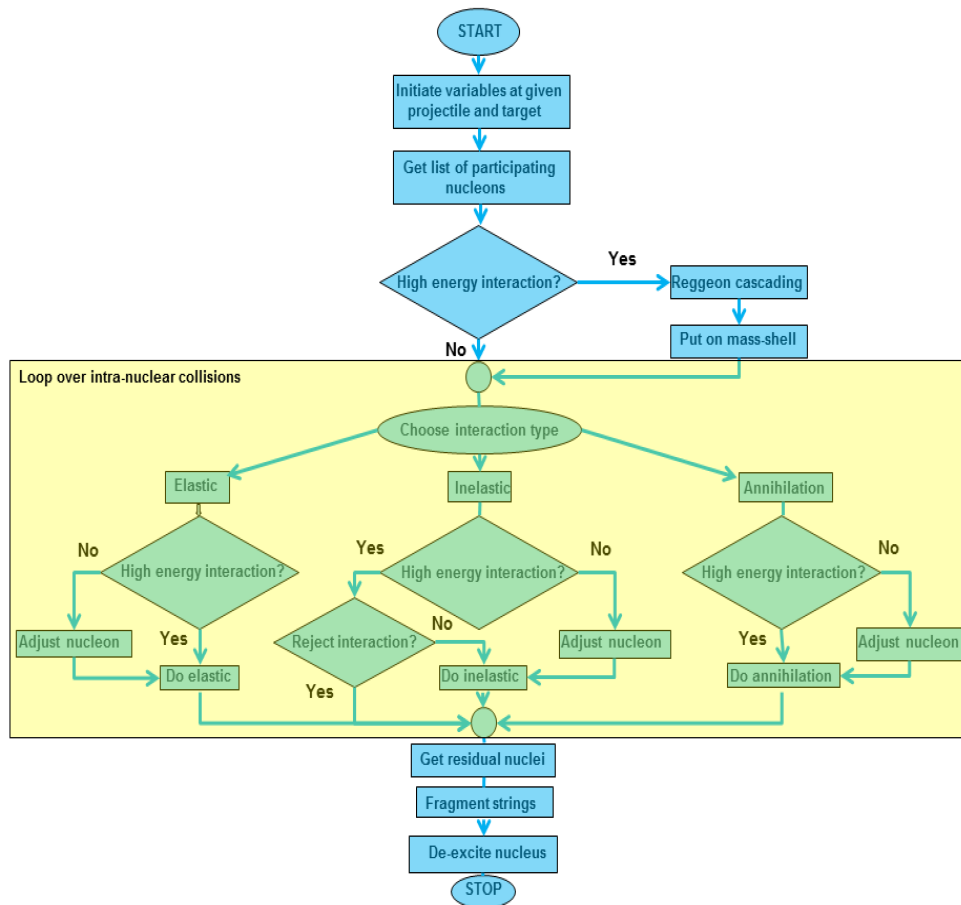 START
Initiate variables at given
projectile and target
Get list of participating
nucleons
High energy interaction?
Yes
Reggeon cascading
Put on mass-shell
No
Loop over intra-nuclear collisions
Choose interaction type
Elastic
Inelastic
Annihilation
No
High energy interaction?
Yes
High energy interaction?
No
High energy interaction?
No
Adjust nucleon
Yes
Reject interaction?
No
Adjust nucleon
Yes
Adjust nucleon
Do elastic
Yes
Do inelastic
Do annihilation
Get residual nuclei
Fragment strings
De-excite nucleus
STOP